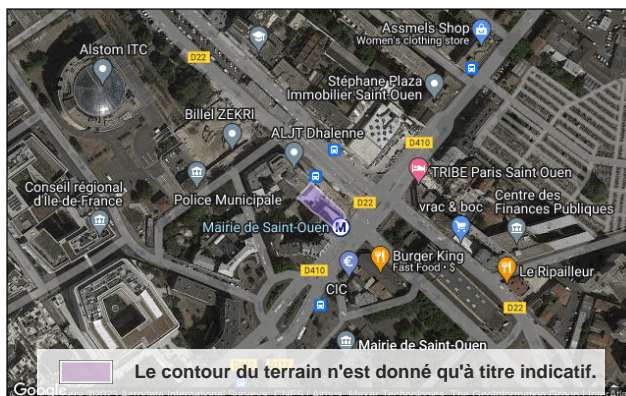 Assmels Shop
Women's clothing store
Alstom ITC
D22
Stéphane Plaza
Immobilier Saint-Ouen
Billel ZEKRI
ALJT Dhalenne
D410
TRIBE Paris Saint Ouen
Conseil régional
d'Île-de-France
Police Municipale
D22
vrac & boc
Centre des
Finances Publiques
Mairie de Saint-Ouen
M
Burger King
Fast Food • $
D410
€
CIC
Le Ripailleur
D22
Mairie de Saint-Ouen
Le contour du terrain n'est donné qu'à titre indicatif.
Google